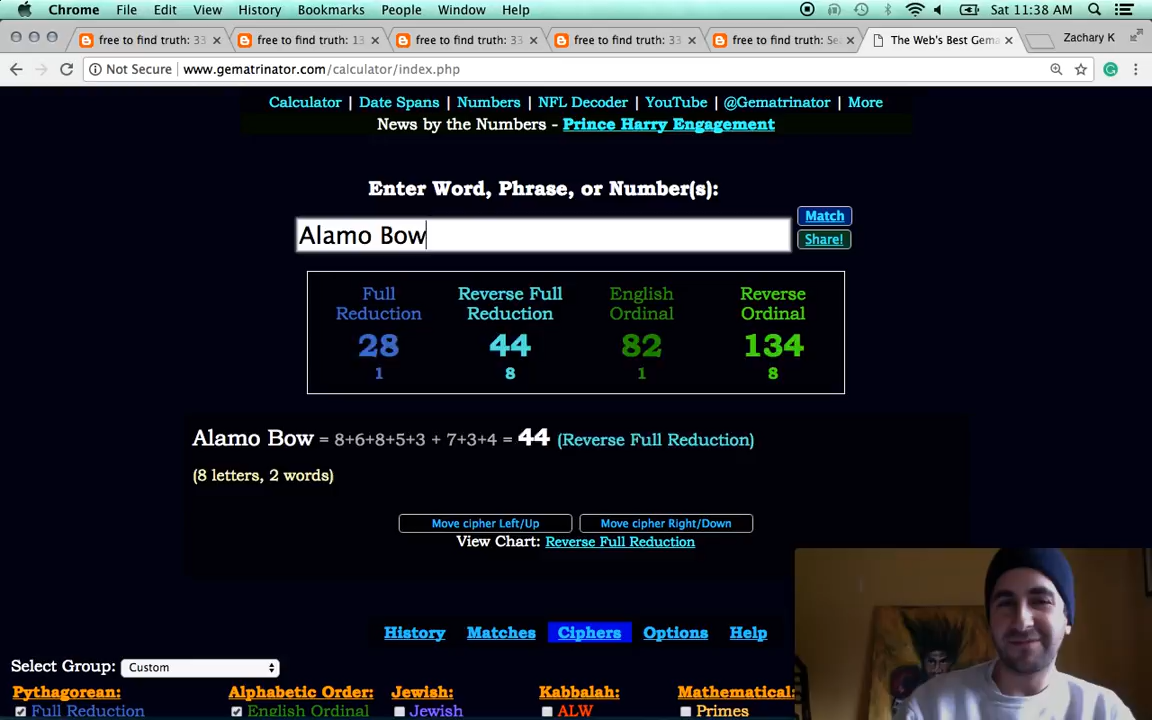 Chrome File Edit View History Bookmarks People Window Help Sat 11:38 AM
free to find truth: 33 free to find truth: 13 free to find truth: 33 free to find truth: 33 free to find truth: Se The Web's Best Gema Zachary K
Not Secure www.gematrinator.com/calculator/index.php
Calculator | Date Spans | Numbers | NFL Decoder | YouTube | @Gematrinator | More
News by the Numbers - Prince Harry Engagement
Enter Word, Phrase, or Number(s):
Match
Alamo Bow
Share!
Full Reverse Full English Reverse
Reduction Reduction Ordinal Ordinal
28 44 82 134
1 8 1 8
Alamo Bow = 8+6+8+5+3 + 7+3+4 = 44 (Reverse Full Reduction)
(8 letters, 2 words)
Move cipher Left/Up Move cipher Right/Down
View Chart: Reverse Full Reduction
History Matches Ciphers Options Help
Select Group: Custom
Pythagorean: Alphabetic Order: Jewish: Kabbalah: Mathematical:
Full Reduction English Ordinal Jewish ALW Primes